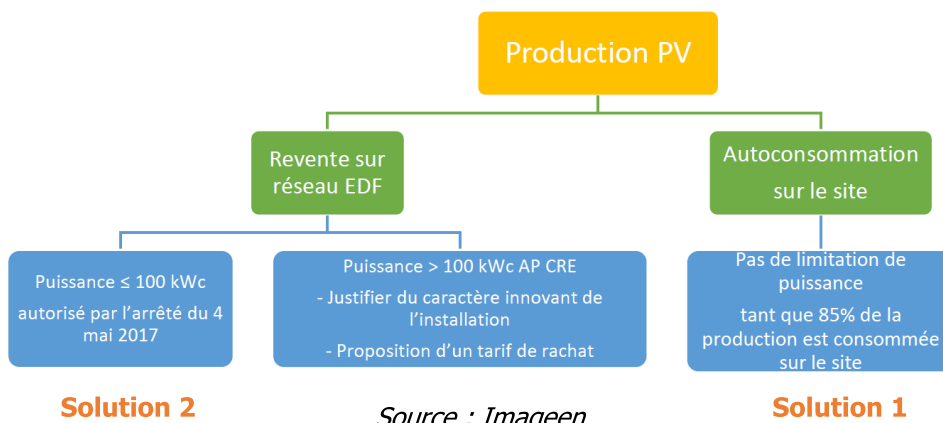 Production PV
Revente sur
réseau EDF
Autoconsommation
sur le site
Puissance ≤ 100 kWc
autorisé par l’arrêté du 4
mai 2017
Puissance > 100 kWc AP CRE
- Justifier du caractère innovant de
l’installation
- Proposition d’un tarif de rachat
Pas de limitation de
puissance
tant que 85% de la
production est consommée
sur le site
Solution 2
Source : Imageen
Solution 1